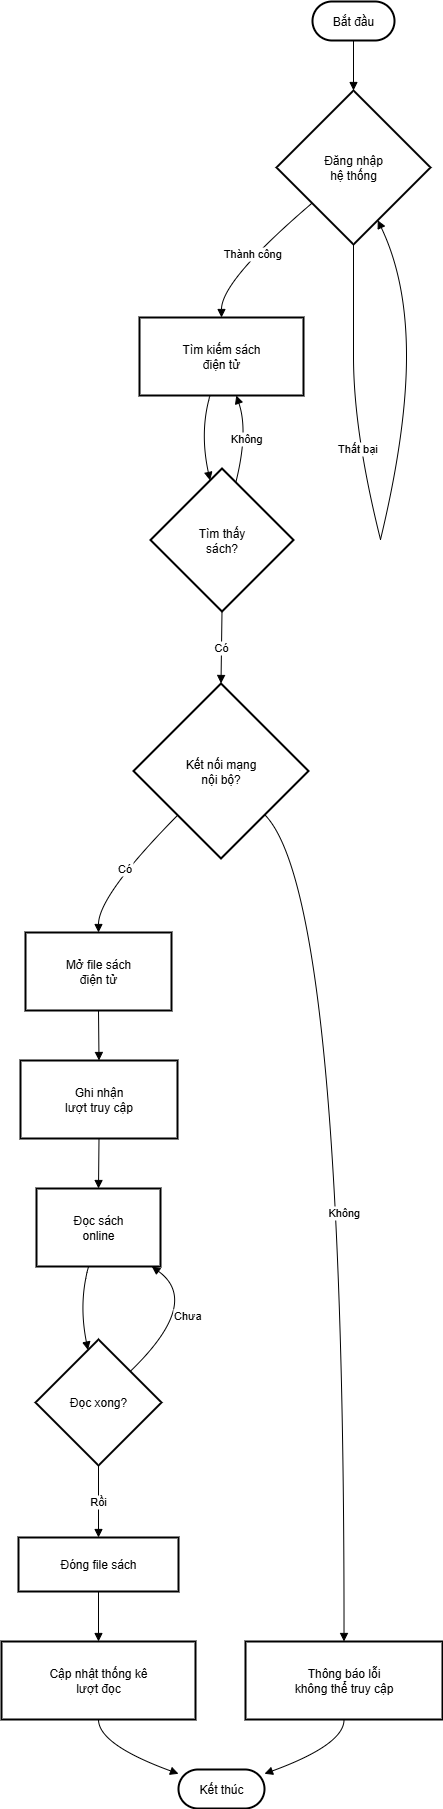 Bắt đầu
Đăng nhập
hệ thống
Thành công
Tìm kiếm sách
điện tử
Không
Thất bại
Tìm thấy
sách?
Có
Kết nối mạng
nội bộ?
Có
Mở file sách
điện tử
Ghi nhận
lượt truy cập
Không
Đọc sách
online
Chưa
Đọc xong?
Rồi
Đóng file sách
Cập nhật thống kê
lượt đọc
Thông báo lỗi
không thể truy cập
Kết thúc